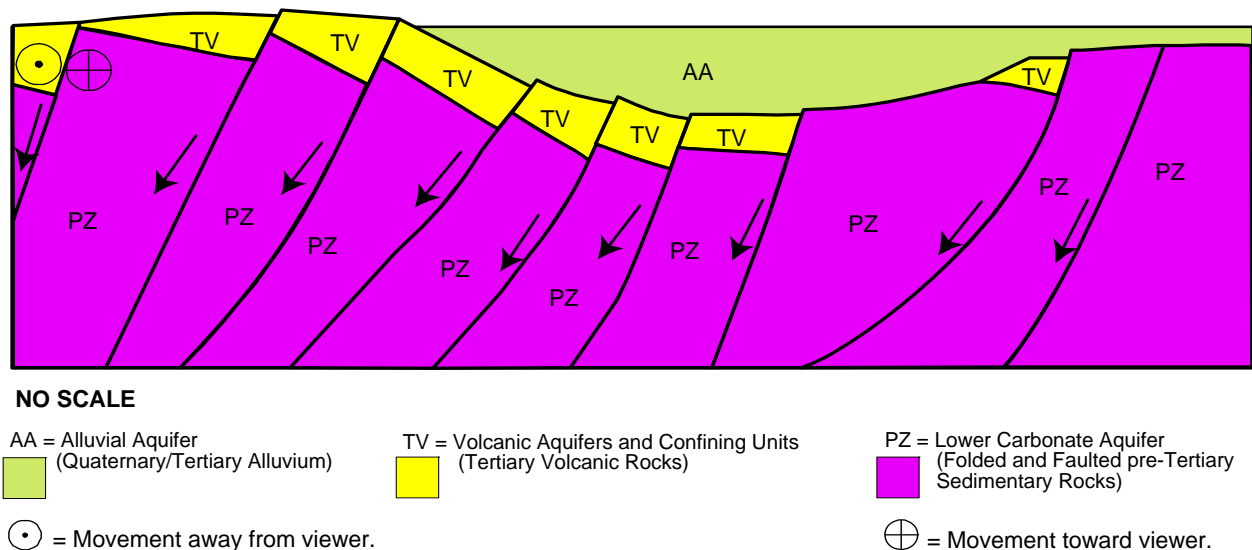 TV
TV
TV
TV
TV
TV
TV
AA
PZ
PZ
PZ
PZ
PZ
PZ
PZ
PZ
PZ
NO SCALE
AA = Alluvial Aquifer
(Quaternary/Tertiary Alluvium)
TV = Volcanic Aquifers and Confining Units
(Tertiary Volcanic Rocks)
PZ = Lower Carbonate Aquifer
(Folded and Faulted pre-Tertiary
Sedimentary Rocks)
= Movement away from viewer.
= Movement toward viewer.